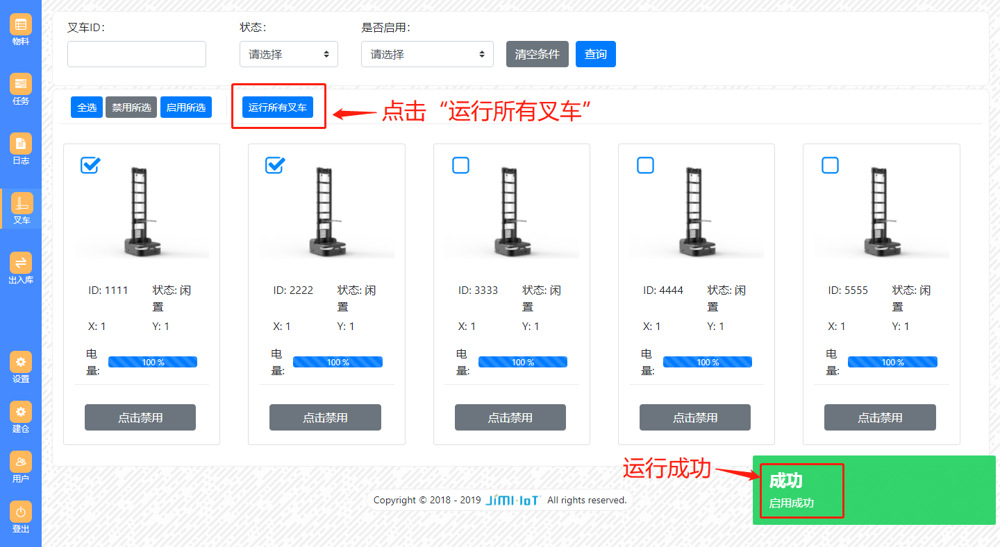 物料
任务
日志
叉车
出入库
设置
建仓
用户
登出
叉车ID：
状态：
是否启用：
请选择
请选择
清空条件
查询
全选
禁用所选
启用所选
运行所有叉车
点击“运行所有叉车”
ID: 1111
状态: 闲
置
X: 1
Y: 1
电
量:
100 %
点击禁用
ID: 2222
状态: 闲
置
X: 1
Y: 1
电
量:
100 %
点击禁用
ID: 3333
状态: 闲
置
X: 1
Y: 1
电
量:
100 %
点击禁用
ID: 4444
状态: 闲
置
X: 1
Y: 1
电
量:
100 %
点击禁用
ID: 5555
状态: 闲
置
X: 1
Y: 1
电
量:
100 %
点击禁用
运行成功
成功
启用成功
Copyright © 2018 - 2019 JiMI·IoT All rights reserved.